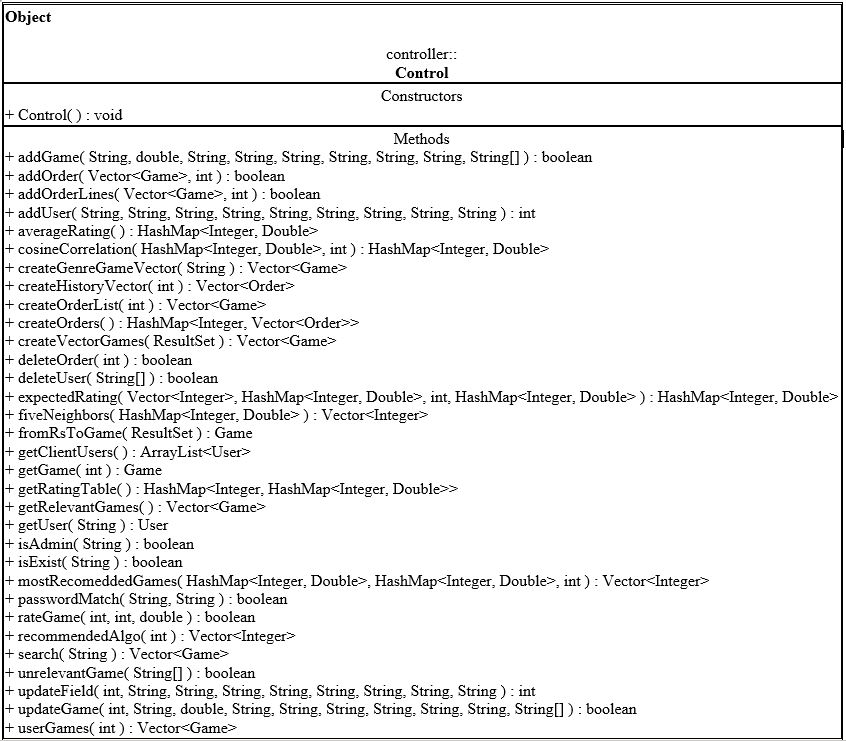 Object
controller::
Control
Constructors
+ Control( ) : void
Methods
+ addGame( String, double, String, String, String, String, String, String, String[] ) : boolean
+ addOrder( Vector<Game>, int ) : boolean
+ addOrderLines( Vector<Game>, int ) : boolean
+ addUser( String, String, String, String, String, String, String, String, String ) : int
+ averageRating( ) : HashMap<Integer, Double>
+ cosineCorrelation( HashMap<Integer, Double>, int ) : HashMap<Integer, Double>
+ createGenreGameVector( String ) : Vector<Game>
+ createHistoryVector( int ) : Vector<Order>
+ createOrderList( int ) : Vector<Game>
+ createOrders( ) : HashMap<Integer, Vector<Order>>
+ createVectorGames( ResultSet ) : Vector<Game>
+ deleteOrder( int ) : boolean
+ deleteUser( String[] ) : boolean
+ expectedRating( Vector<Integer>, HashMap<Integer, Double>, int, HashMap<Integer, Double> ) : HashMap<Integer, Double>
+ fiveNeighbors( HashMap<Integer, Double> ) : Vector<Integer>
+ fromRsToGame( ResultSet ) : Game
+ getClientUsers( ) : ArrayList<User>
+ getGame( int ) : Game
+ getRatingTable( ) : HashMap<Integer, HashMap<Integer, Double>>
+ getRelevantGames( ) : Vector<Game>
+ getUser( String ) : User
+ isAdmin( String ) : boolean
+ isExist( String ) : boolean
+ mostRecomeddedGames( HashMap<Integer, Double>, HashMap<Integer, Double>, int ) : Vector<Integer>
+ passwordMatch( String, String ) : boolean
+ rateGame( int, int, double ) : boolean
+ recommendedAlgo( int ) : Vector<Integer>
+ search( String ) : Vector<Game>
+ unrelevantGame( String[] ) : boolean
+ updateField( int, String, String, String, String, String, String, String, String ) : int
+ updateGame( int, String, double, String, String, String, String, String, String, String[] ) : boolean
+ userGames( int ) : Vector<Game>